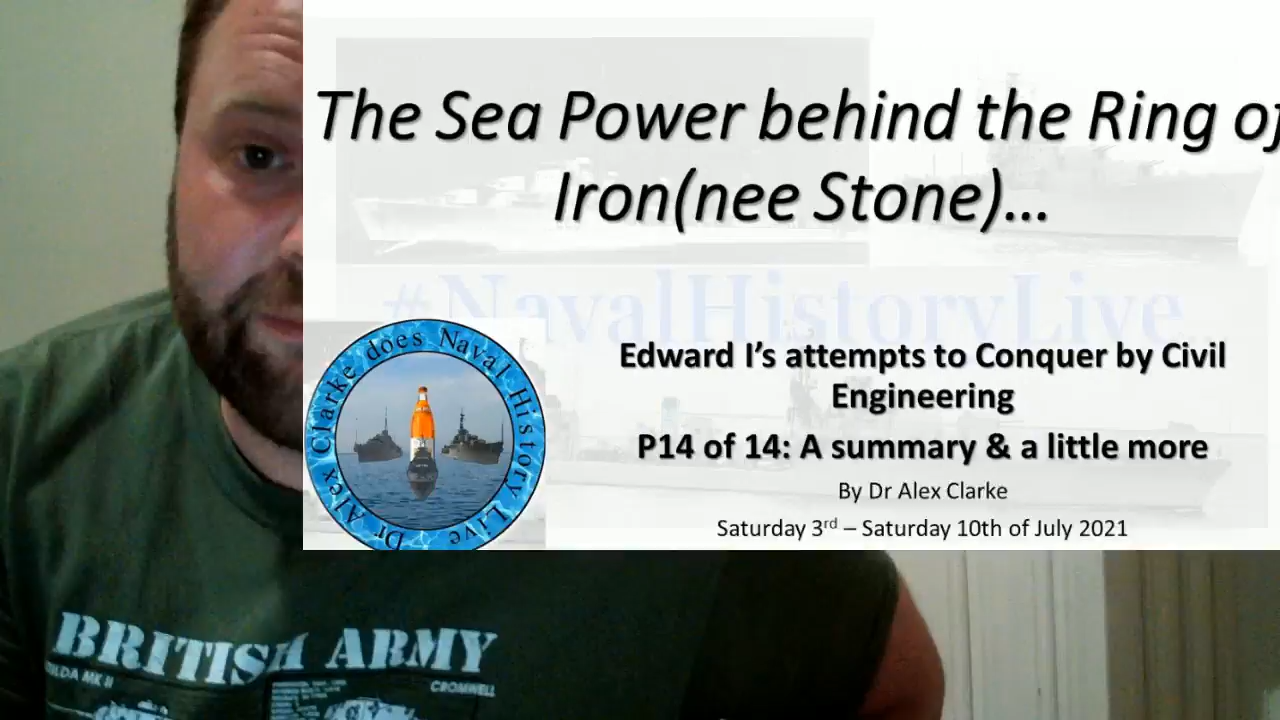 The Sea Power behind the Ring of
Iron(nee Stone)...
#NavalHistoryLive
Edward I's attempts to Conquer by Civil
Engineering
P14 of 14: A summary & a little more
By Dr Alex Clarke
Saturday 3rd – Saturday 10th of July 2021
Dr Alex Clarke does Naval History Live
BRITISH ARMY
MK II
CROMWELL